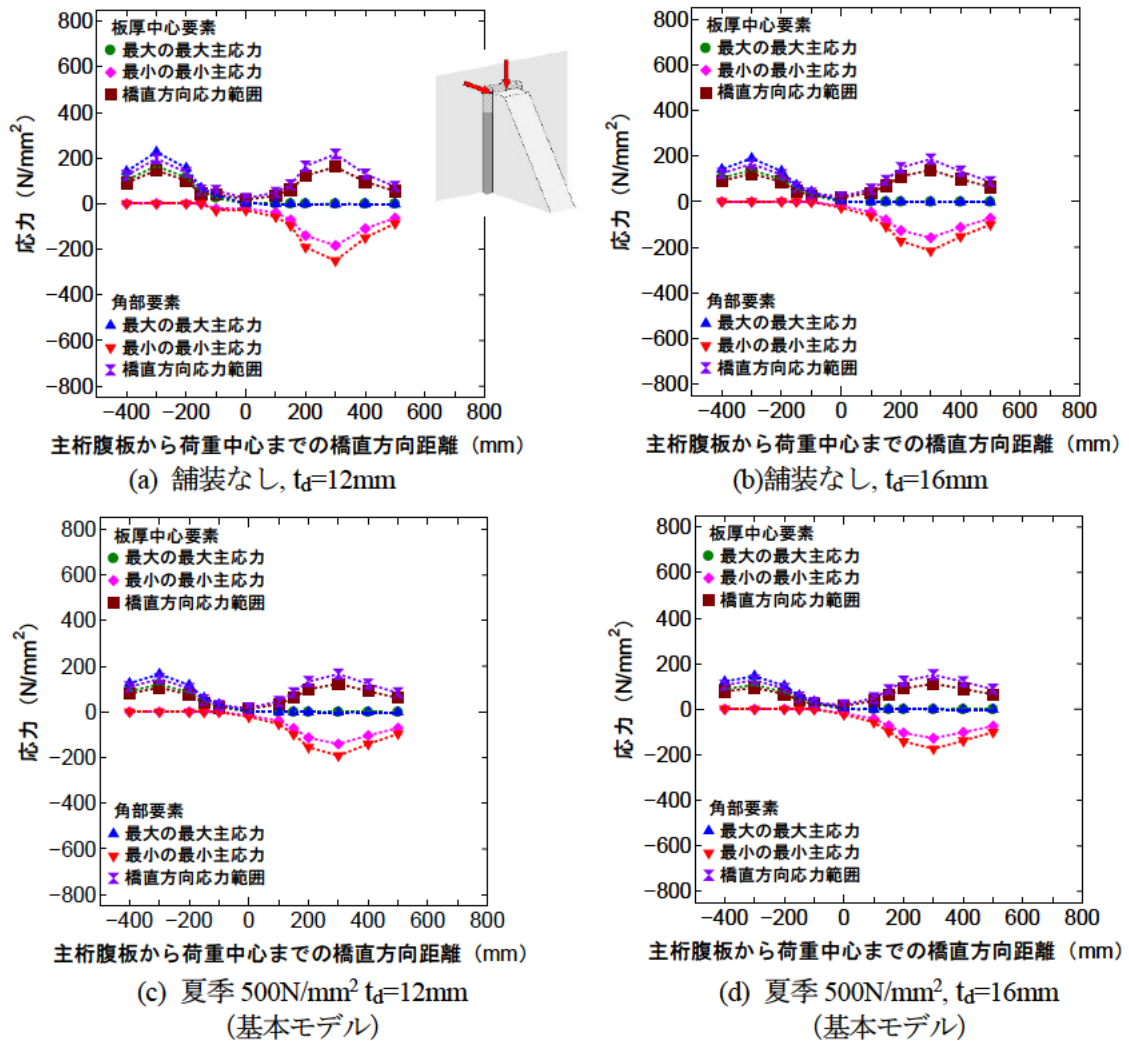 800
600
400
200
0
−200
−400
−600
−800
応力（N/mm²）
板厚中心要素
最大の最大主応力
最小の最小主応力
橋直方向応力範囲
角部要素
最大の最大主応力
最小の最小主応力
橋直方向応力範囲
−400 −200 0 200 400 600 800
主桁腹板から荷重中心までの橋直方向距離（mm）
(a) 舗装なし, td=12mm
800
600
400
200
0
−200
−400
−600
−800
応力（N/mm²）
板厚中心要素
最大の最大主応力
最小の最小主応力
橋直方向応力範囲
角部要素
最大の最大主応力
最小の最小主応力
橋直方向応力範囲
−400 −200 0 200 400 600 800
主桁腹板から荷重中心までの橋直方向距離（mm）
(b)舗装なし, td=16mm
800
600
400
200
0
−200
−400
−600
−800
応力（N/mm²）
板厚中心要素
最大の最大主応力
最小の最小主応力
橋直方向応力範囲
角部要素
最大の最大主応力
最小の最小主応力
橋直方向応力範囲
−400 −200 0 200 400 600 800
主桁腹板から荷重中心までの橋直方向距離（mm）
(c) 夏季 500N/mm² td=12mm
（基本モデル）
800
600
400
200
0
−200
−400
−600
−800
応力（N/mm²）
板厚中心要素
最大の最大主応力
最小の最小主応力
橋直方向応力範囲
角部要素
最大の最大主応力
最小の最小主応力
橋直方向応力範囲
−400 −200 0 200 400 600 800
主桁腹板から荷重中心までの橋直方向距離（mm）
(d) 夏季 500N/mm², td=16mm
（基本モデル）